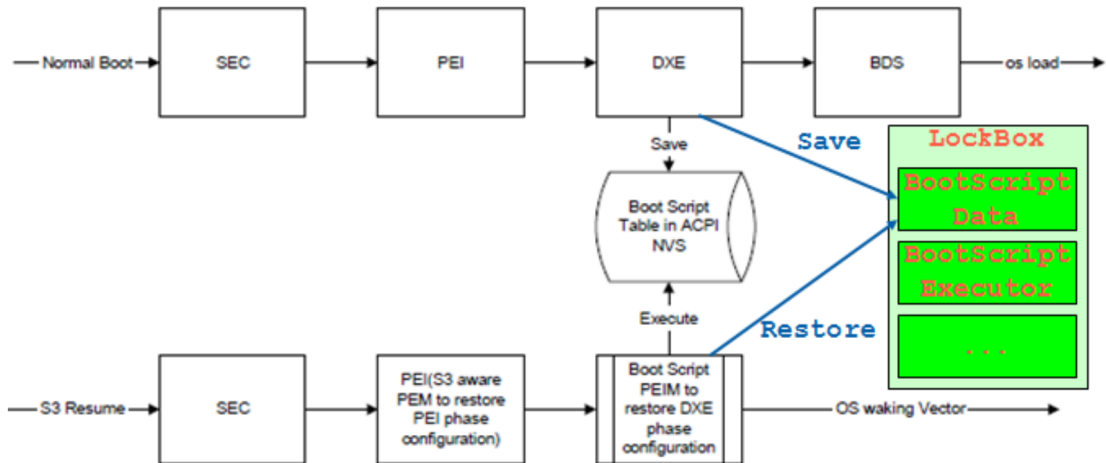 Normal Boot
SEC
PEI
DXE
BDS
os load
Save
Save
LockBox
BootScript
Data
Boot Script
Table in ACPI
NVS
BootScript
Executor
Execute
Restore
...
S3 Resume
SEC
PEI(S3 aware
PEM to restore
PEI phase
configuration)
Boot Script
PEIM to
restore DXE
phase
configuration
OS waking Vector